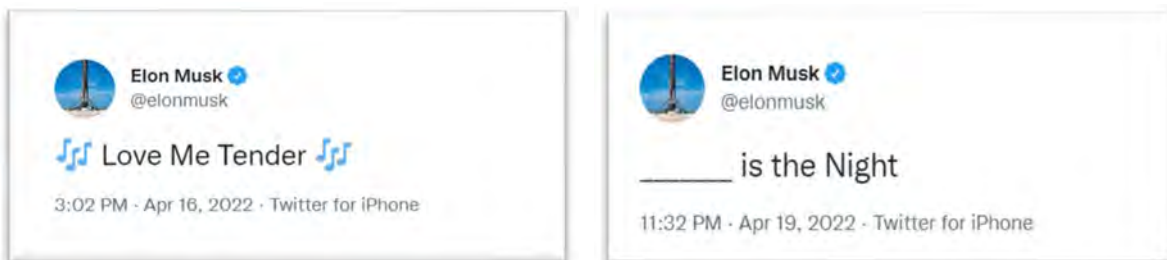 Elon Musk
@elonmusk
🎶 Love Me Tender 🎶
3:02 PM · Apr 16, 2022 · Twitter for iPhone
Elon Musk
@elonmusk
______ is the Night
11:32 PM · Apr 19, 2022 · Twitter for iPhone